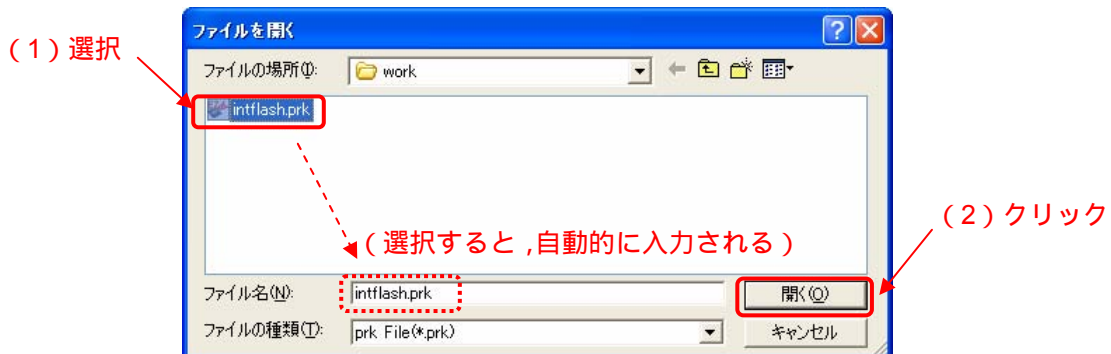 ファイルを開く
(1)選択
ファイルの場所(I):
work
intflash.prk
(2)クリック
(選択すると,自動的に入力される)
ファイル名(N):
intflash.prk
開く(O)
ファイルの種類(T):
prk File(*.prk)
キャンセル